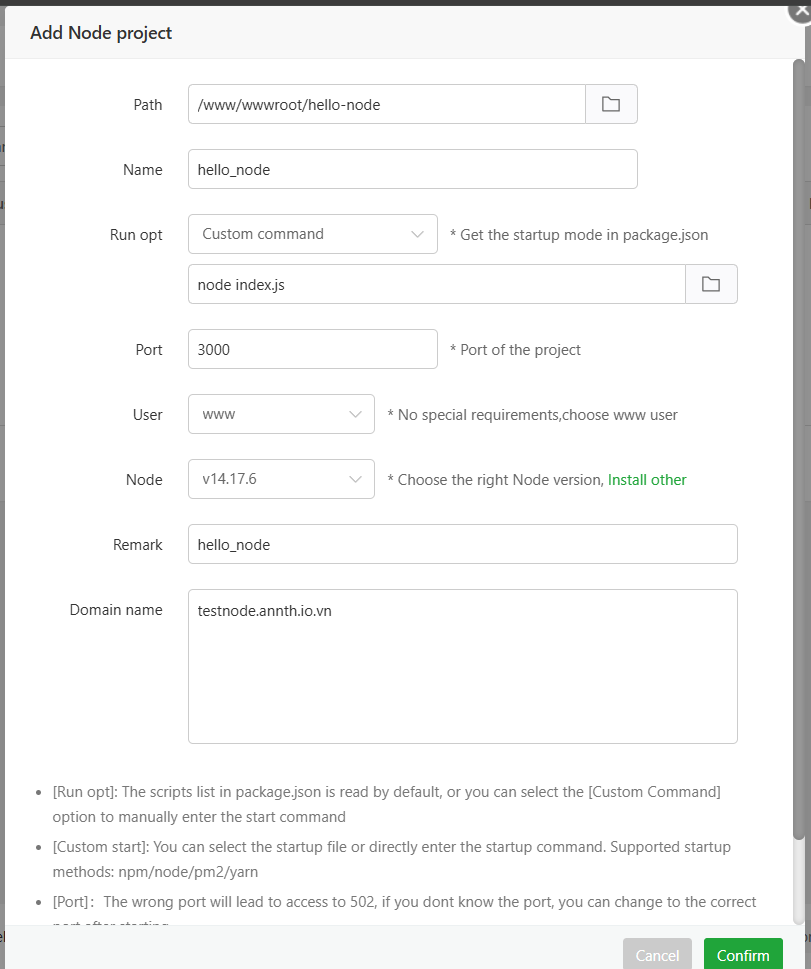 Add Node project
Path /www/wwwroot/hello-node
Name hello_node
Run opt Custom command * Get the startup mode in package.json
node index.js
Port 3000 * Port of the project
User www * No special requirements,choose www user
Node v14.17.6 * Choose the right Node version, Install other
Remark hello_node
Domain name testnode.annth.io.vn
[Run opt]: The scripts list in package.json is read by default, or you can select the [Custom Command]
option to manually enter the start command
[Custom start]: You can select the startup file or directly enter the startup command. Supported startup
methods: npm/node/pm2/yarn
[Port]：The wrong port will lead to access to 502, if you dont know the port, you can change to the correct
port after starting
Cancel Confirm